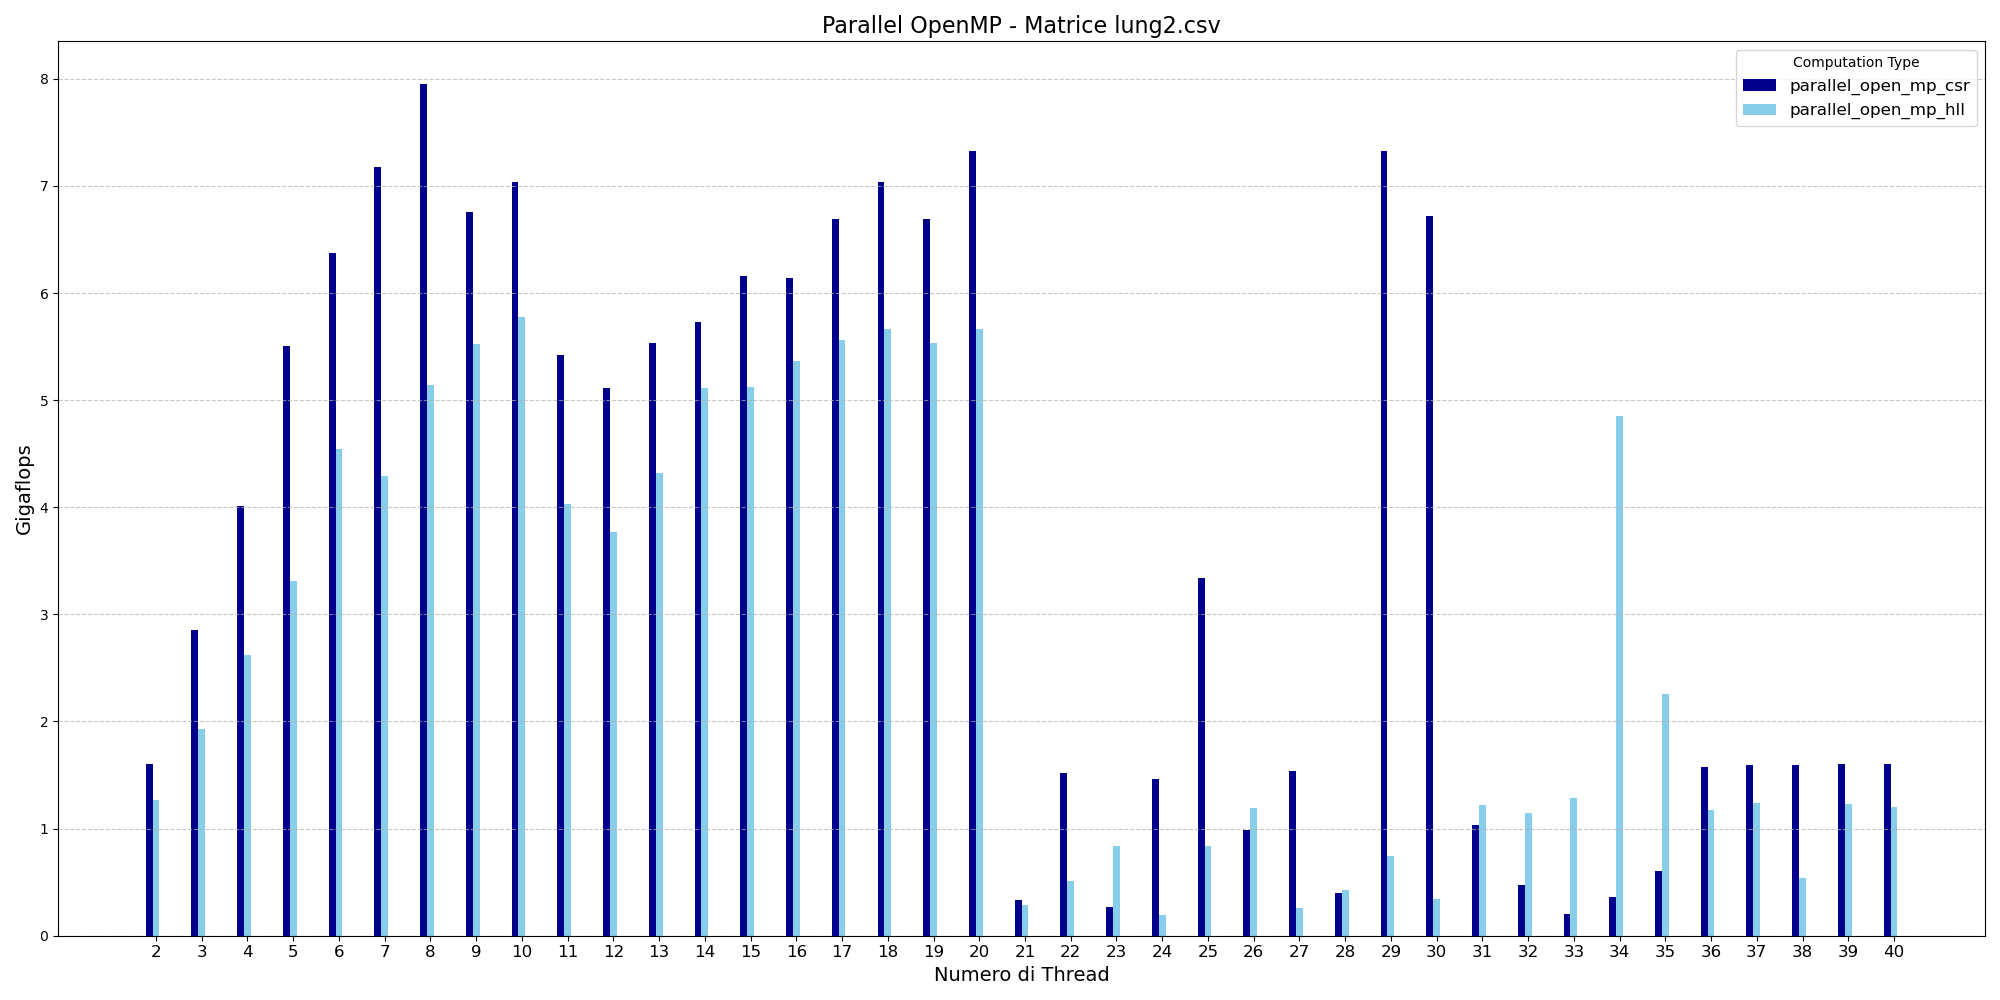 Parallel OpenMP - Matrice lung2.csv
Computation Type
parallel_open_mp_csr
parallel_open_mp_hll
Gigaflops
8
7
6
5
4
3
2
1
0
2 3 4 5 6 7 8 9 10 11 12 13 14 15 16 17 18 19 20 21 22 23 24 25 26 27 28 29 30 31 32 33 34 35 36 37 38 39 40
Numero di Thread